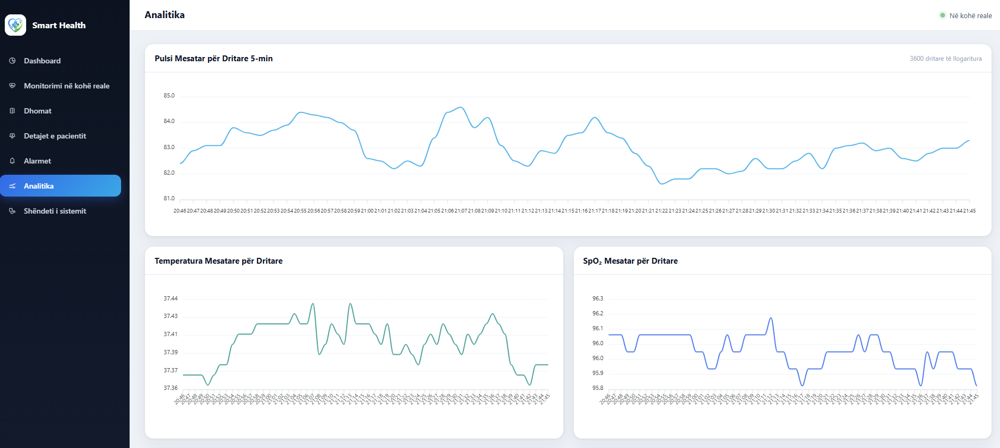 Smart Health
Dashboard
Monitorimi në kohë reale
Dhomat
Detajet e pacientit
Alarmet
Analitika
Shëndeti i sistemit
Analitika
Në kohë reale
Pulsi Mesatar për Dritare 5-min
3600 dritare të llogaritura
85.0
84.0
83.0
82.0
81.0
20:46 20:47 20:48 20:49 20:50 20:51 20:52 20:53 20:54 20:55 20:56 20:57 20:58 20:59 21:00 21:01 21:02 21:03 21:04 21:05 21:06 21:07 21:08 21:09 21:10 21:11 21:12 21:13 21:14 21:15 21:16 21:17 21:18 21:19 21:20 21:21 21:22 21:23 21:24 21:25 21:26 21:27 21:28 21:29 21:30 21:31 21:32 21:33 21:34 21:35 21:36 21:37 21:38 21:39 21:40 21:41 21:42 21:43 21:44 21:45
Temperatura Mesatare për Dritare
37.44
37.43
37.41
37.39
37.37
37.36
20:46 20:47 20:48 20:49 20:50 20:51 20:52 20:53 20:54 20:55 20:56 20:57 20:58 20:59 21:00 21:01 21:02 21:03 21:04 21:05 21:06 21:07 21:08 21:09 21:10 21:11 21:12 21:13 21:14 21:15 21:16 21:17 21:18 21:19 21:20 21:21 21:22 21:23 21:24 21:25 21:26 21:27 21:28 21:29 21:30 21:31 21:32 21:33 21:34 21:35 21:36 21:37 21:38 21:39 21:40 21:41 21:42 21:43 21:44 21:45
SpO₂ Mesatar për Dritare
96.3
96.2
96.1
96.0
96.0
95.9
95.8
20:46 20:47 20:48 20:49 20:50 20:51 20:52 20:53 20:54 20:55 20:56 20:57 20:58 20:59 21:00 21:01 21:02 21:03 21:04 21:05 21:06 21:07 21:08 21:09 21:10 21:11 21:12 21:13 21:14 21:15 21:16 21:17 21:18 21:19 21:20 21:21 21:22 21:23 21:24 21:25 21:26 21:27 21:28 21:29 21:30 21:31 21:32 21:33 21:34 21:35 21:36 21:37 21:38 21:39 21:40 21:41 21:42 21:43 21:44 21:45